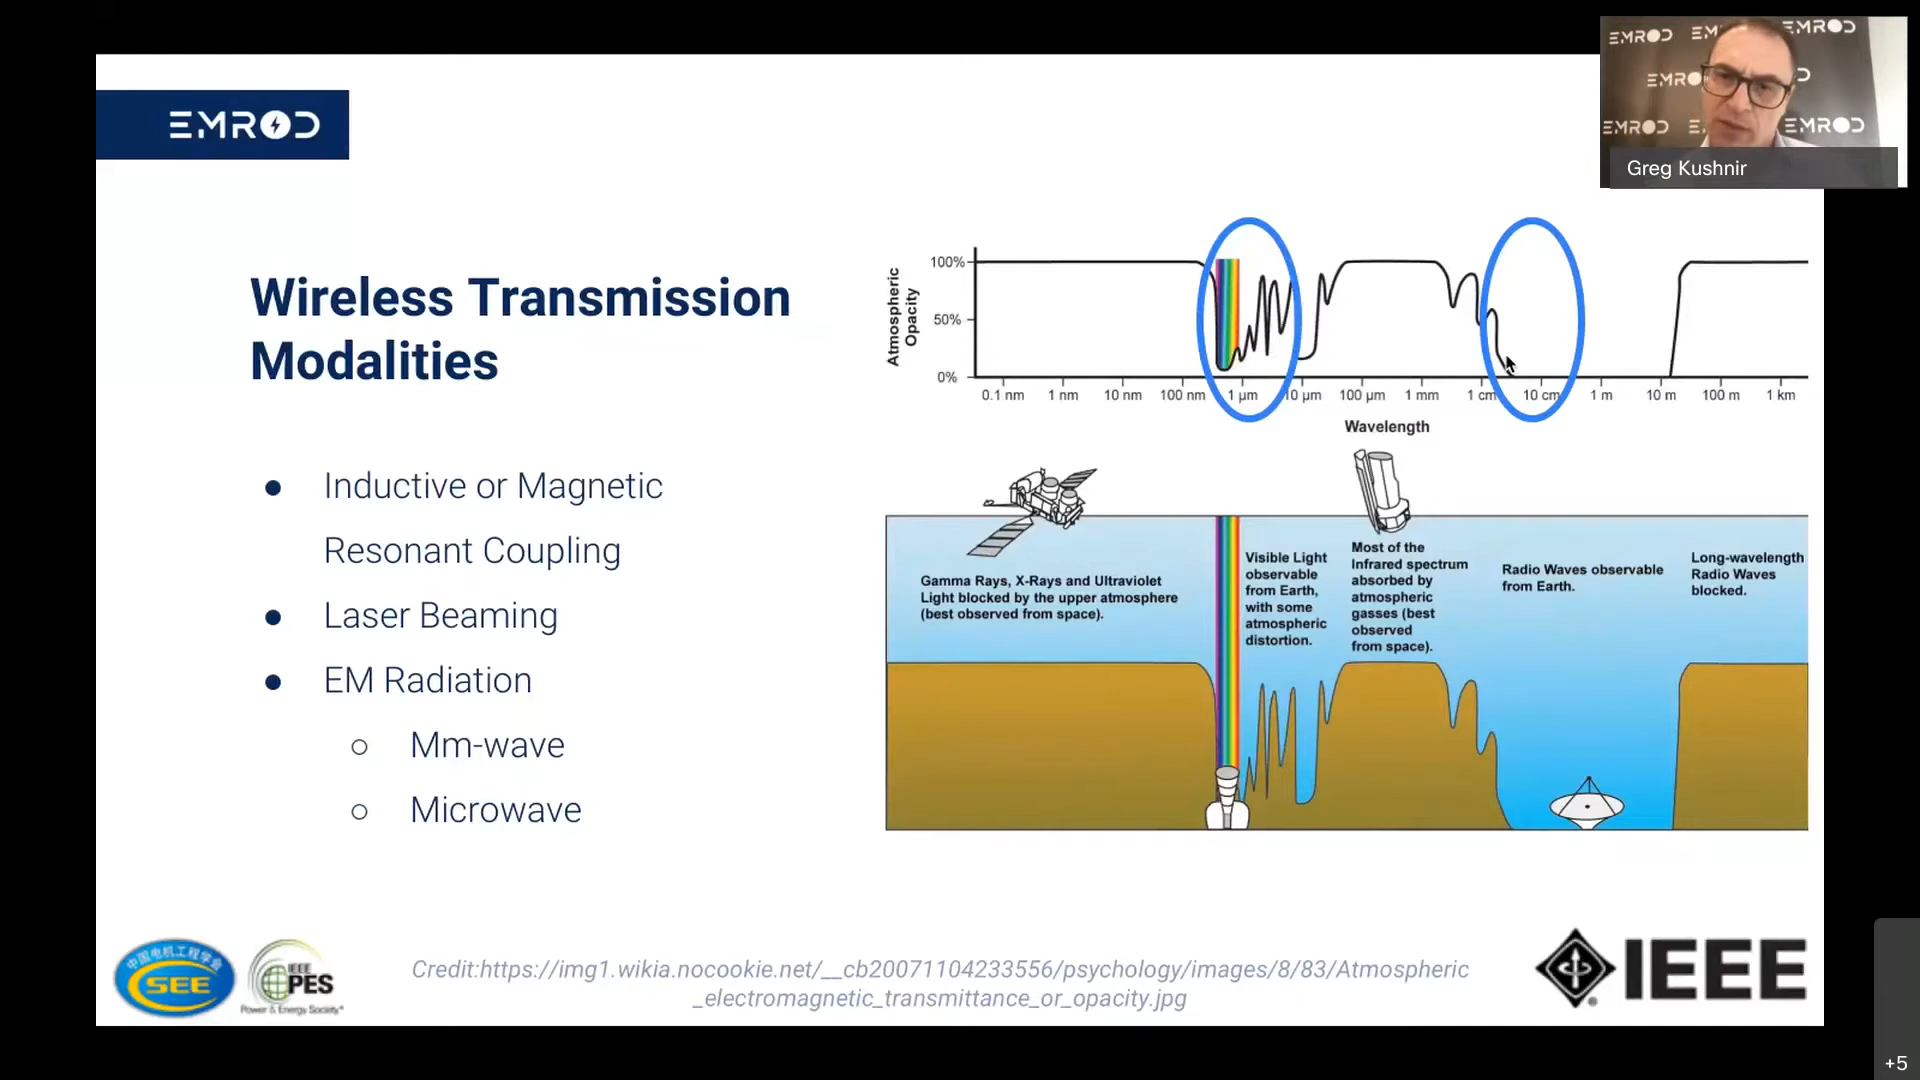 EMROD
EMROD
EMROD
EMROD
EMROD
Greg Kushnir
EMROD
Wireless Transmission
Modalities
● Inductive or Magnetic
Resonant Coupling
● Laser Beaming
● EM Radiation
○ Mm-wave
○ Microwave
Atmospheric
Opacity
100%
50%
0%
0.1 nm 1 nm 10 nm 100 nm 1 µm 10 µm 100 µm 1 mm 1 cm 10 cm 1 m 10 m 100 m 1 km
Wavelength
Gamma Rays, X-Rays and Ultraviolet
Light blocked by the upper atmosphere
(best observed from space).
Visible Light
observable
from Earth,
with some
atmospheric
distortion.
Most of the
Infrared spectrum
absorbed by
atmospheric
gasses (best
observed
from space).
Radio Waves observable
from Earth.
Long-wavelength
Radio Waves
blocked.
中国电机工程学会
SEE
IEEE
PES
Power & Energy Society®
Credit:https://img1.wikia.nocookie.net/__cb20071104233556/psychology/images/8/83/Atmospheric
_electromagnetic_transmittance_or_opacity.jpg
IEEE
+5